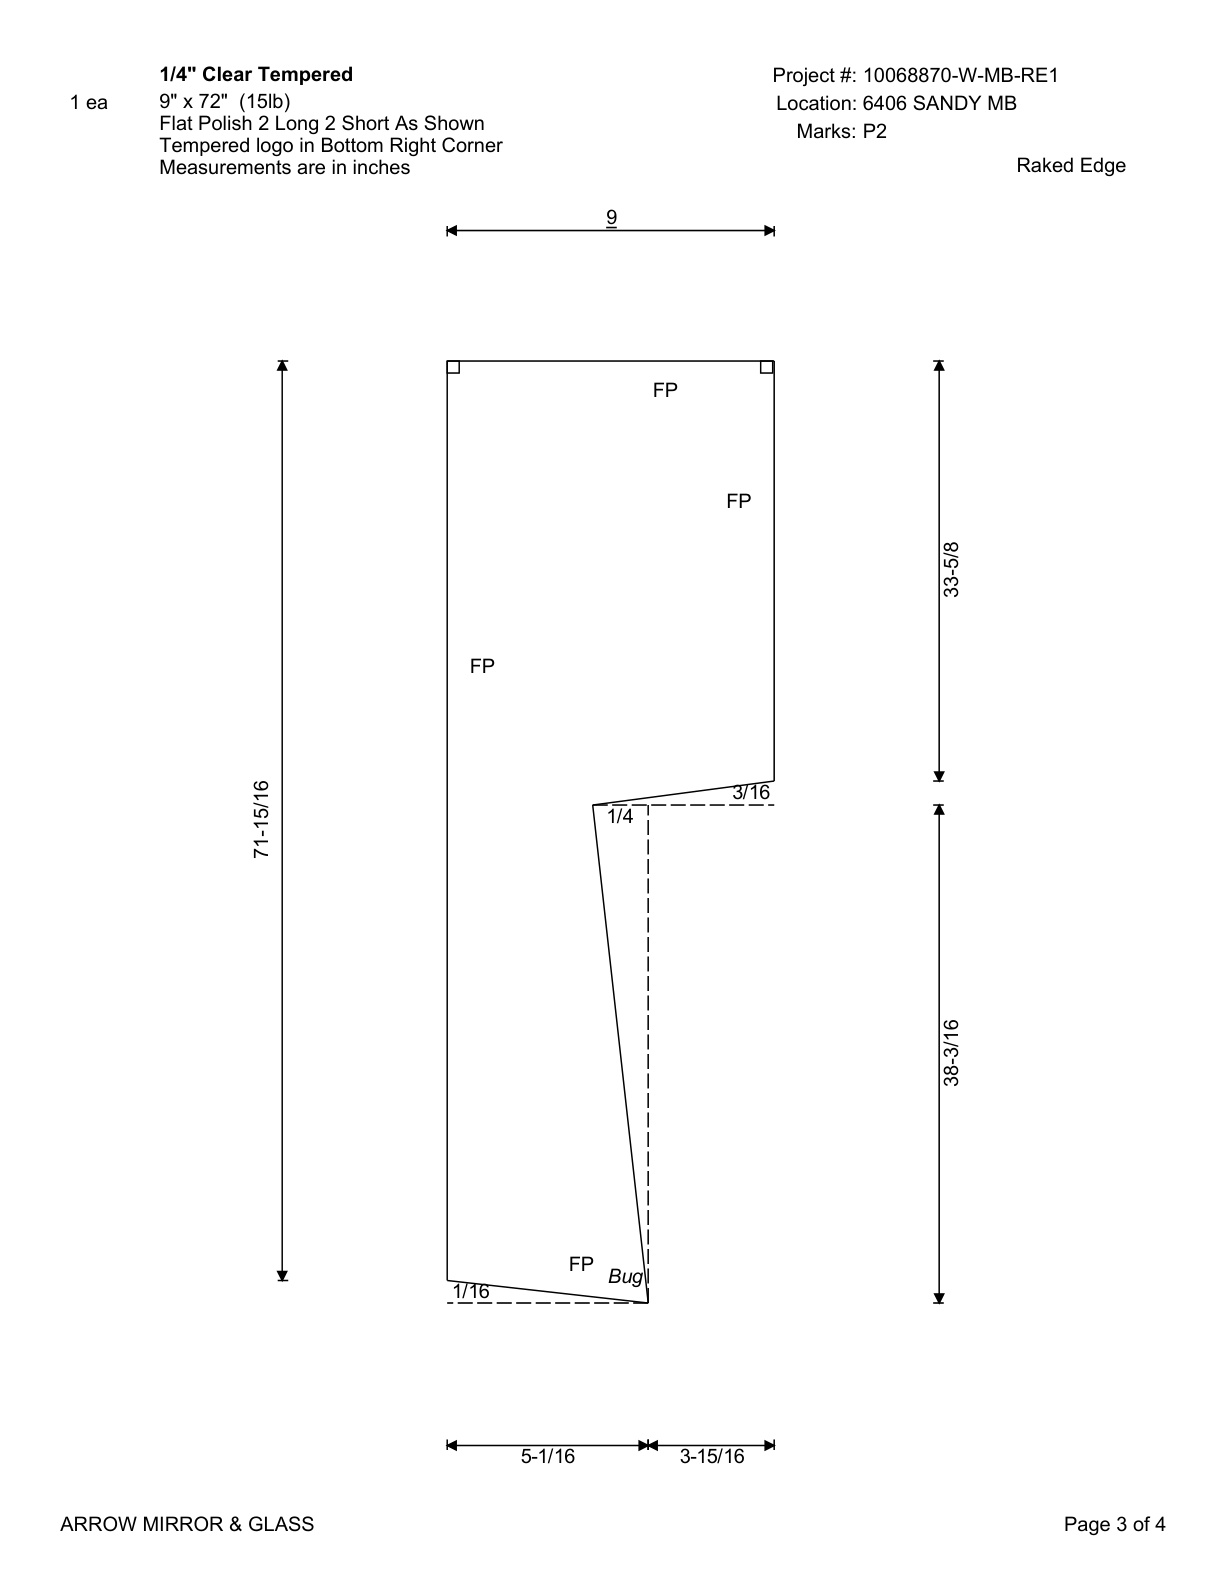 1/4" Clear Tempered
1 ea
9" x 72" (15lb)
Flat Polish 2 Long 2 Short As Shown
Tempered logo in Bottom Right Corner
Measurements are in inches
Project #: 10068870-W-MB-RE1
Location: 6406 SANDY MB
Marks: P2
Raked Edge
9
FP
FP
33-5/8
FP
71-15/16
3/16
1/4
38-3/16
FP
Bug
1/16
5-1/16
3-15/16
ARROW MIRROR & GLASS
Page 3 of 4